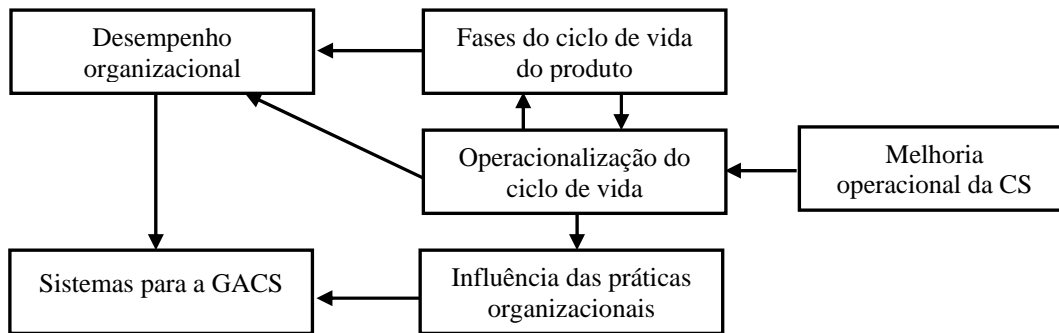 Desempenho
organizacional
Fases do ciclo de vida
do produto
Operacionalização do
ciclo de vida
Melhoria
operacional da CS
Sistemas para a GACS
Influência das práticas
organizacionais